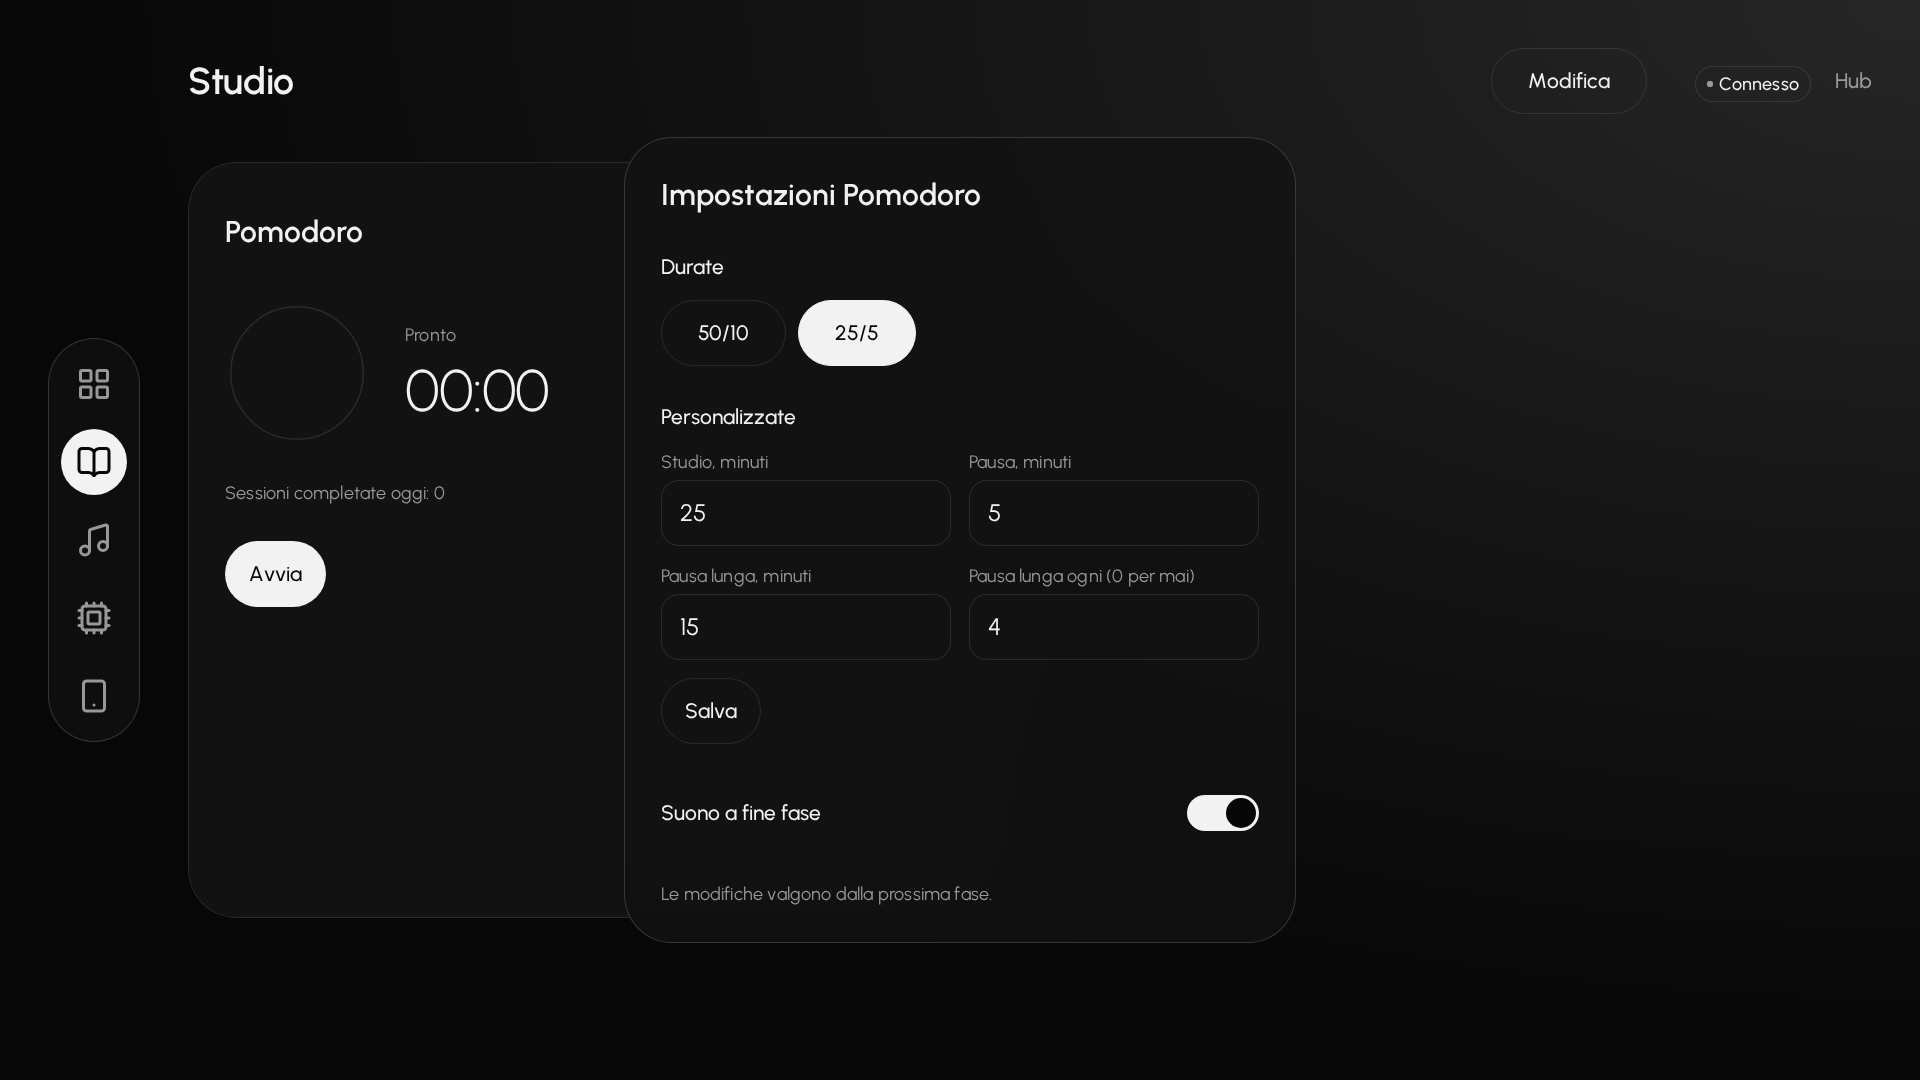 Studio
Modifica
Connesso
Hub
Pomodoro
Pronto
00:00
Sessioni completate oggi: 0
Avvia
Impostazioni Pomodoro
Durate
50/10
25/5
Personalizzate
Studio, minuti
Pausa, minuti
25
5
Pausa lunga, minuti
Pausa lunga ogni (0 per mai)
15
4
Salva
Suono a fine fase
Le modifiche valgono dalla prossima fase.